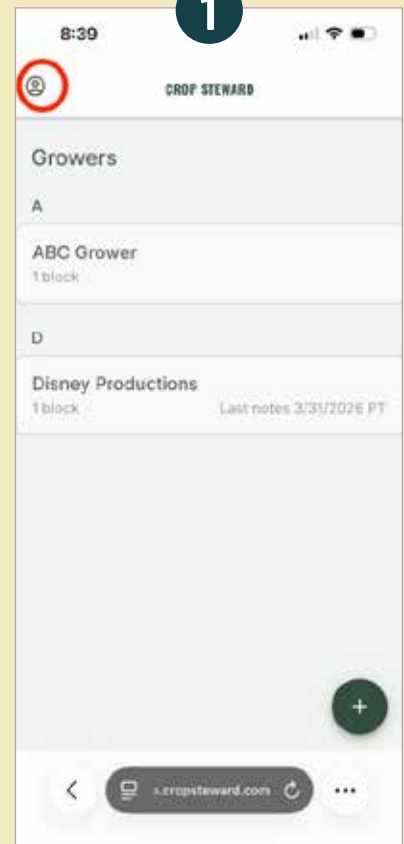 1
8:39
CROP STEWARD
Growers
A
ABC Grower
1 block
D
Disney Productions
1 block
Last notes 3/31/2026 PT
+
.cropsteward.com